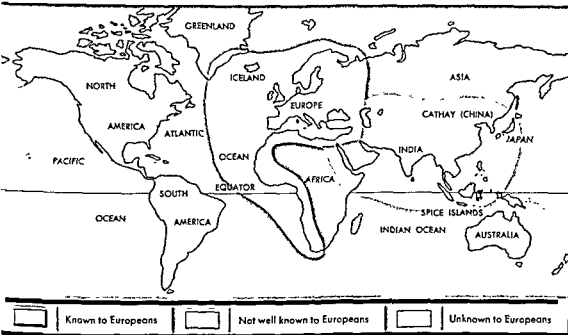 GREENLAND
ICELAND
ASIA
NORTH
EUROPE
CATHAY (CHINA)
AMERICA
ATLANTIC
JAPAN
INDIA
PACIFIC
OCEAN
AFRICA
EQUATOR
SOUTH
SPICE ISLANDS
OCEAN
AMERICA
INDIAN OCEAN
AUSTRALIA
Known to Europeans
Not well known to Europeans
Unknown to Europeans